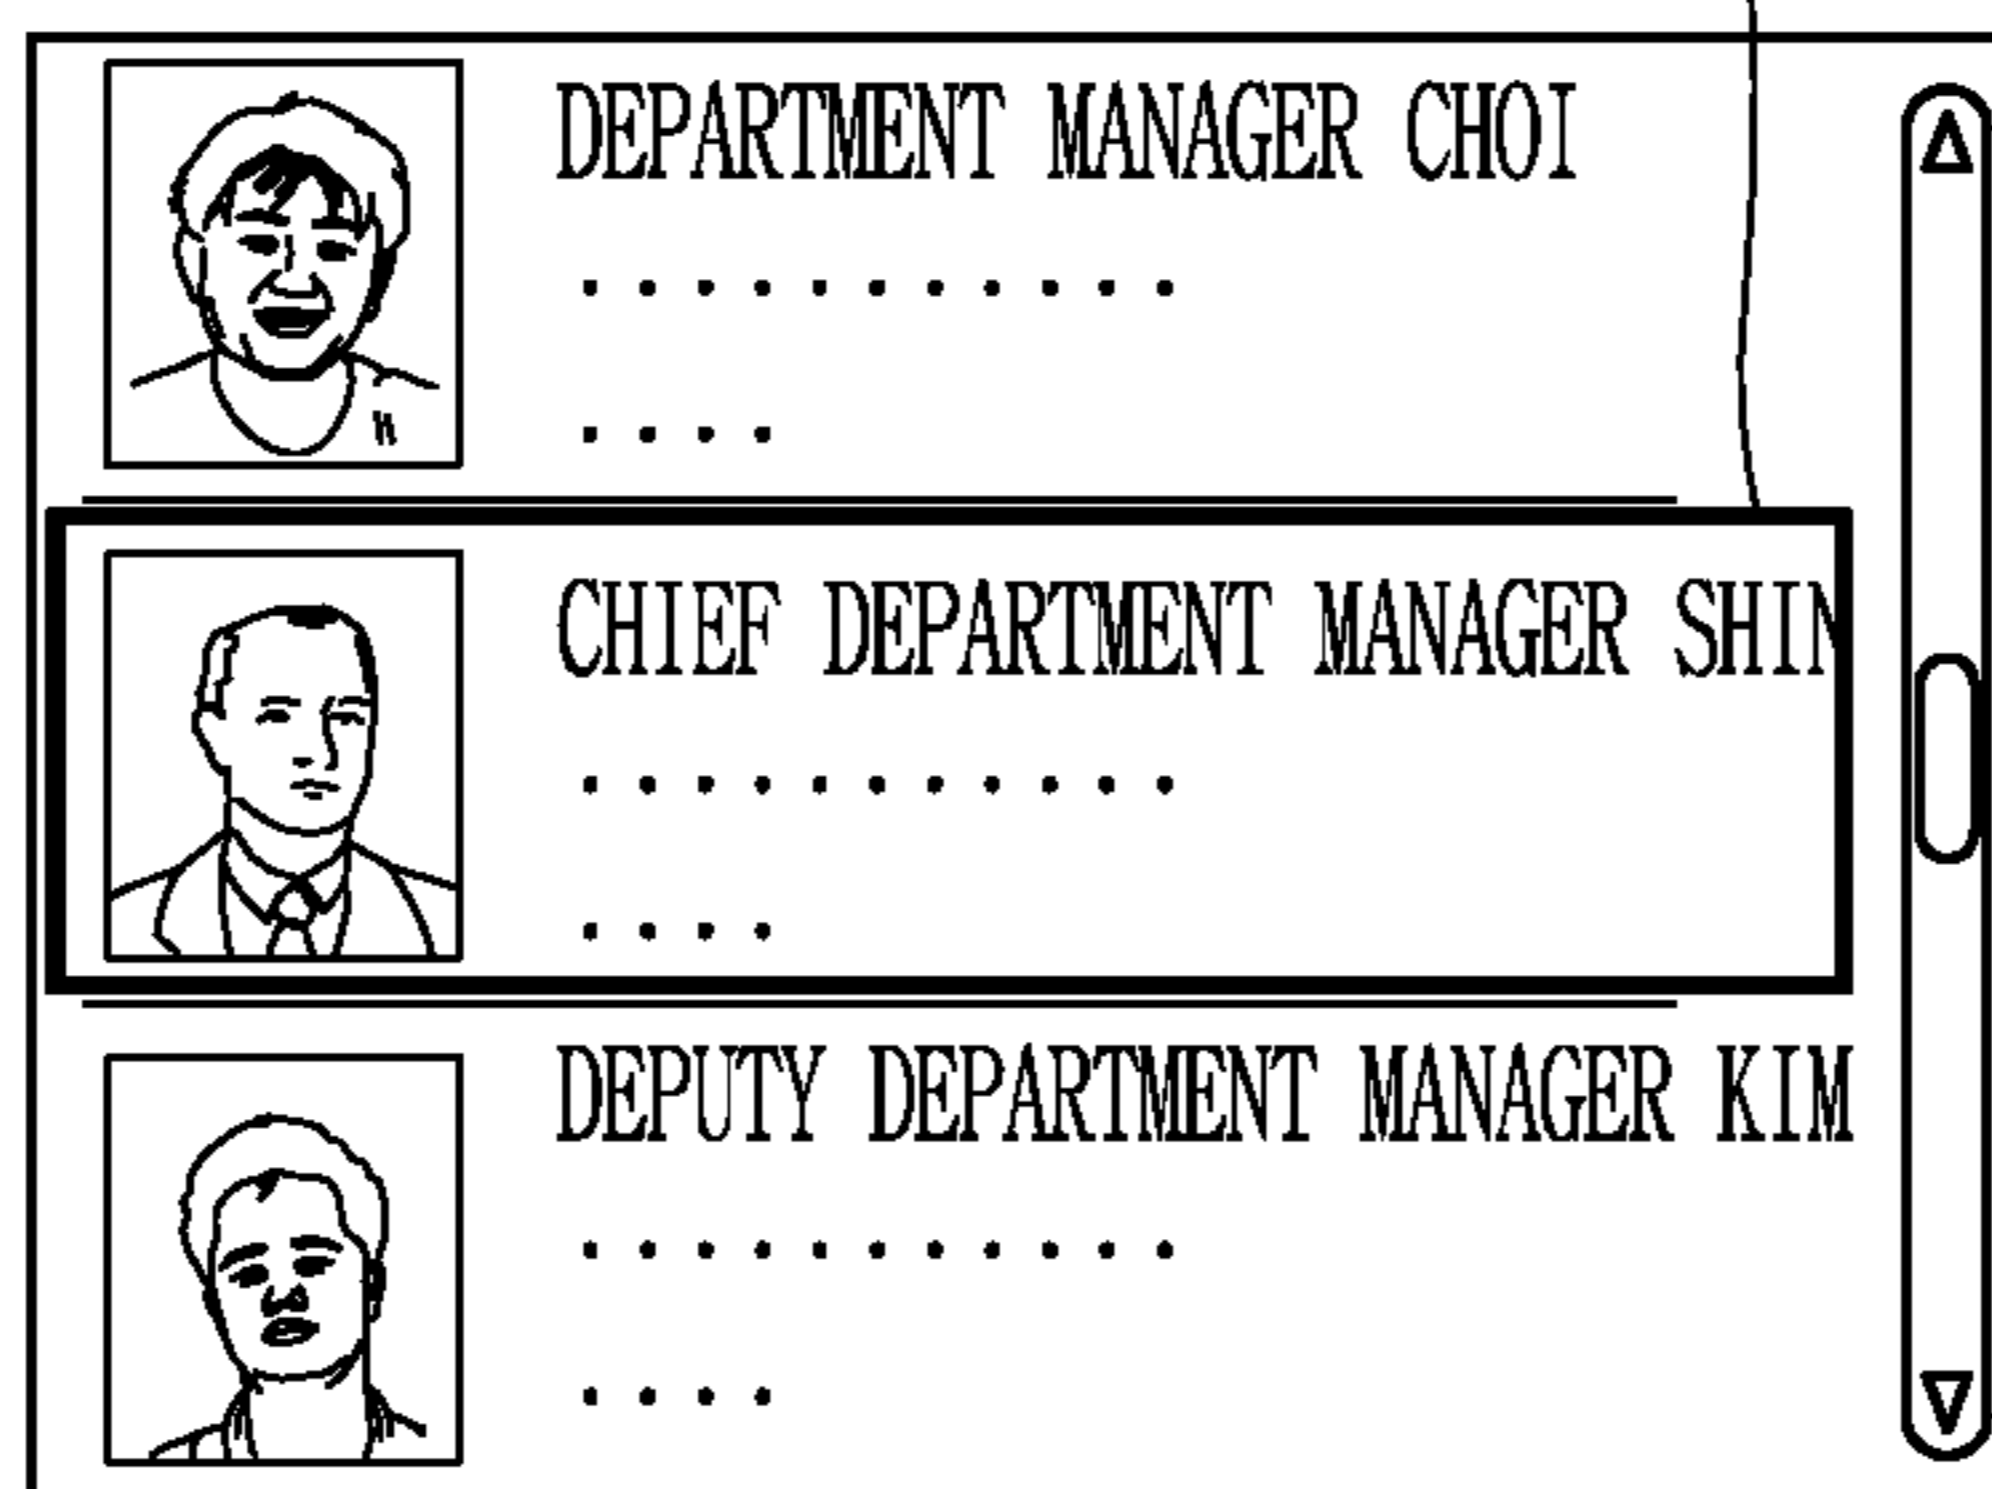 DEPARTMENT MANAGER CHOI
. . . . . . . . . . .
. . . .
CHIEF DEPARTMENT MANAGER SHIN
. . . . . . . . . . .
. . . .
DEPUTY DEPARTMENT MANAGER KIM
. . . . . . . . . . .
. . . .